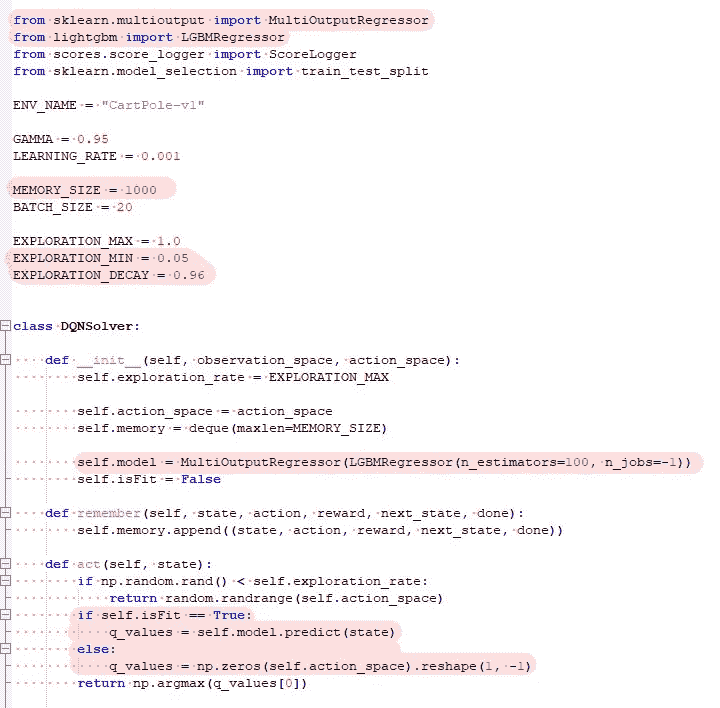 from sklearn.multioutput import MultiOutputRegressor
from lightgbm import LGBMRegressor
from scores.score_logger import ScoreLogger
from sklearn.model_selection import train_test_split
ENV_NAME = "CartPole-v1"
GAMMA = 0.95
LEARNING_RATE = 0.001
MEMORY_SIZE = 1000
BATCH_SIZE = 20
EXPLORATION_MAX = 1.0
EXPLORATION_MIN = 0.05
EXPLORATION_DECAY = 0.96
class DQNSolver:
    def __init__(self, observation_space, action_space):
        self.exploration_rate = EXPLORATION_MAX
        self.action_space = action_space
        self.memory = deque(maxlen=MEMORY_SIZE)
        self.model = MultiOutputRegressor(LGBMRegressor(n_estimators=100, n_jobs=-1))
        self.isFit = False
    def remember(self, state, action, reward, next_state, done):
        self.memory.append((state, action, reward, next_state, done))
    def act(self, state):
        if np.random.rand() < self.exploration_rate:
            return random.randrange(self.action_space)
        if self.isFit == True:
            q_values = self.model.predict(state)
        else:
            q_values = np.zeros(self.action_space).reshape(1, -1)
        return np.argmax(q_values[0])